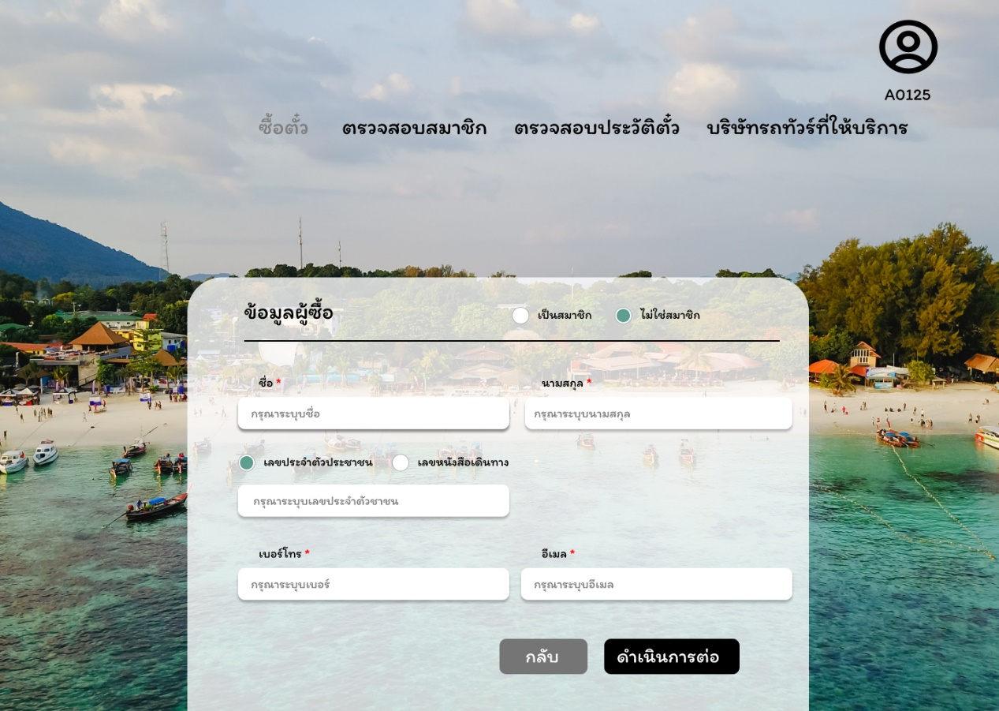 A0125
ซื้อตั๋ว ตรวจสอบสมาชิก ตรวจสอบประวัติตั๋ว บริษัทรถทัวร์ที่ให้บริการ
ข้อมูลผู้ซื้อ เป็นสมาชิก ไม่ใช่สมาชิก
ชื่อ * นามสกุล *
กรุณาระบุชื่อ กรุณาระบุนามสกุล
เลขประจำตัวประชาชน เลขหนังสือเดินทาง
กรุณาระบุเลขประจำตัวชาชน
เบอร์โทร * อีเมล *
กรุณาระบุเบอร์ กรุณาระบุอีเมล
กลับ ดำเนินการต่อ